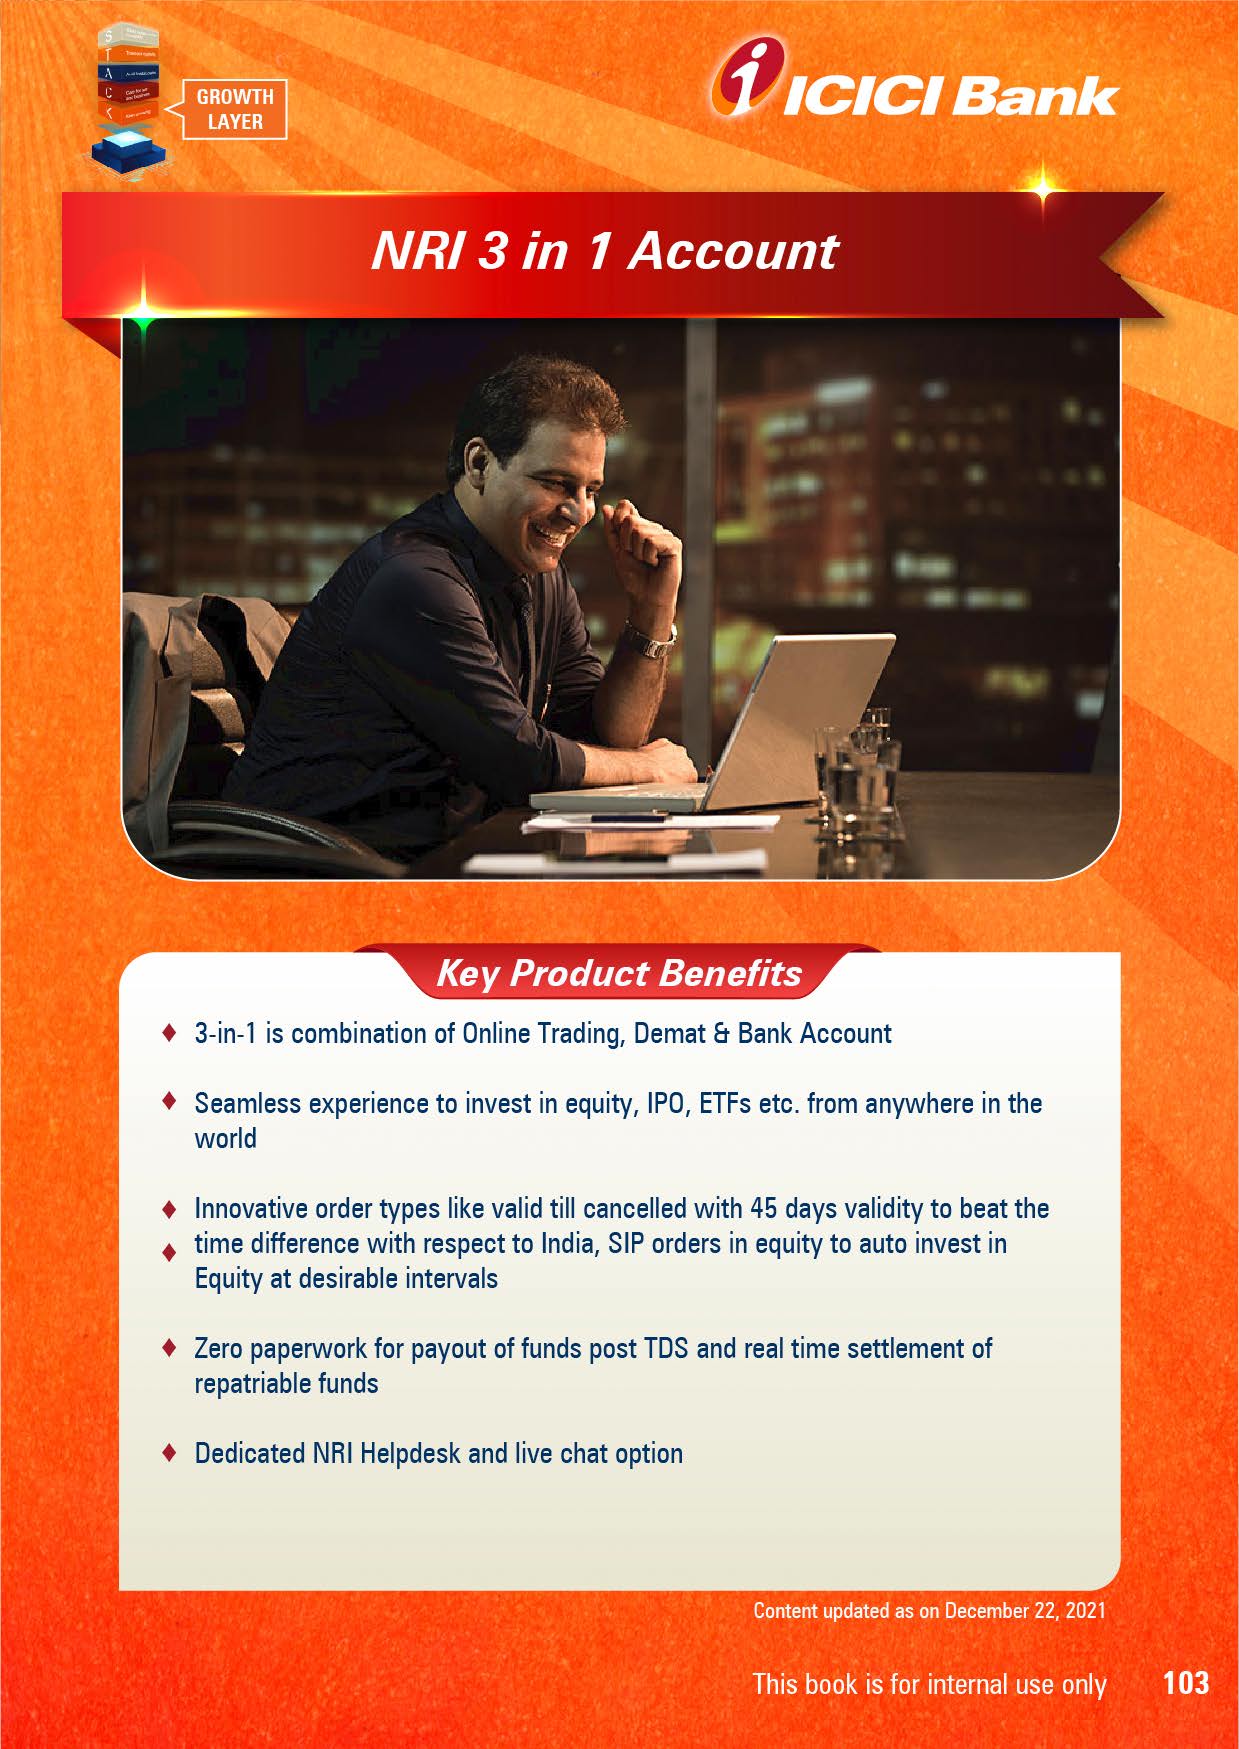 S
T
A
C
K
GROWTH
LAYER
i ICICI Bank
NRI 3 in 1 Account
Key Product Benefits
♦ 3-in-1 is combination of Online Trading, Demat & Bank Account
♦ Seamless experience to invest in equity, IPO, ETFs etc. from anywhere in the
world
♦ Innovative order types like valid till cancelled with 45 days validity to beat the
♦ time difference with respect to India, SIP orders in equity to auto invest in
Equity at desirable intervals
♦ Zero paperwork for payout of funds post TDS and real time settlement of
repatriable funds
♦ Dedicated NRI Helpdesk and live chat option
Content updated as on December 22, 2021
This book is for internal use only 103